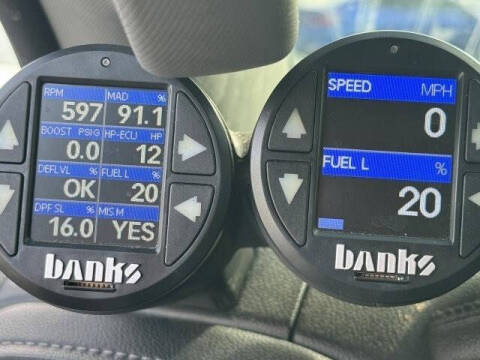 RPM MAD %
597 91.1
BOOST PSIG HP-ECU HP
0.0 12
DEFLVL % FUEL L %
OK 20
DPF SL % MIS M
16.0 YES
banks
SPEED MPH
0
FUEL L %
20
banks